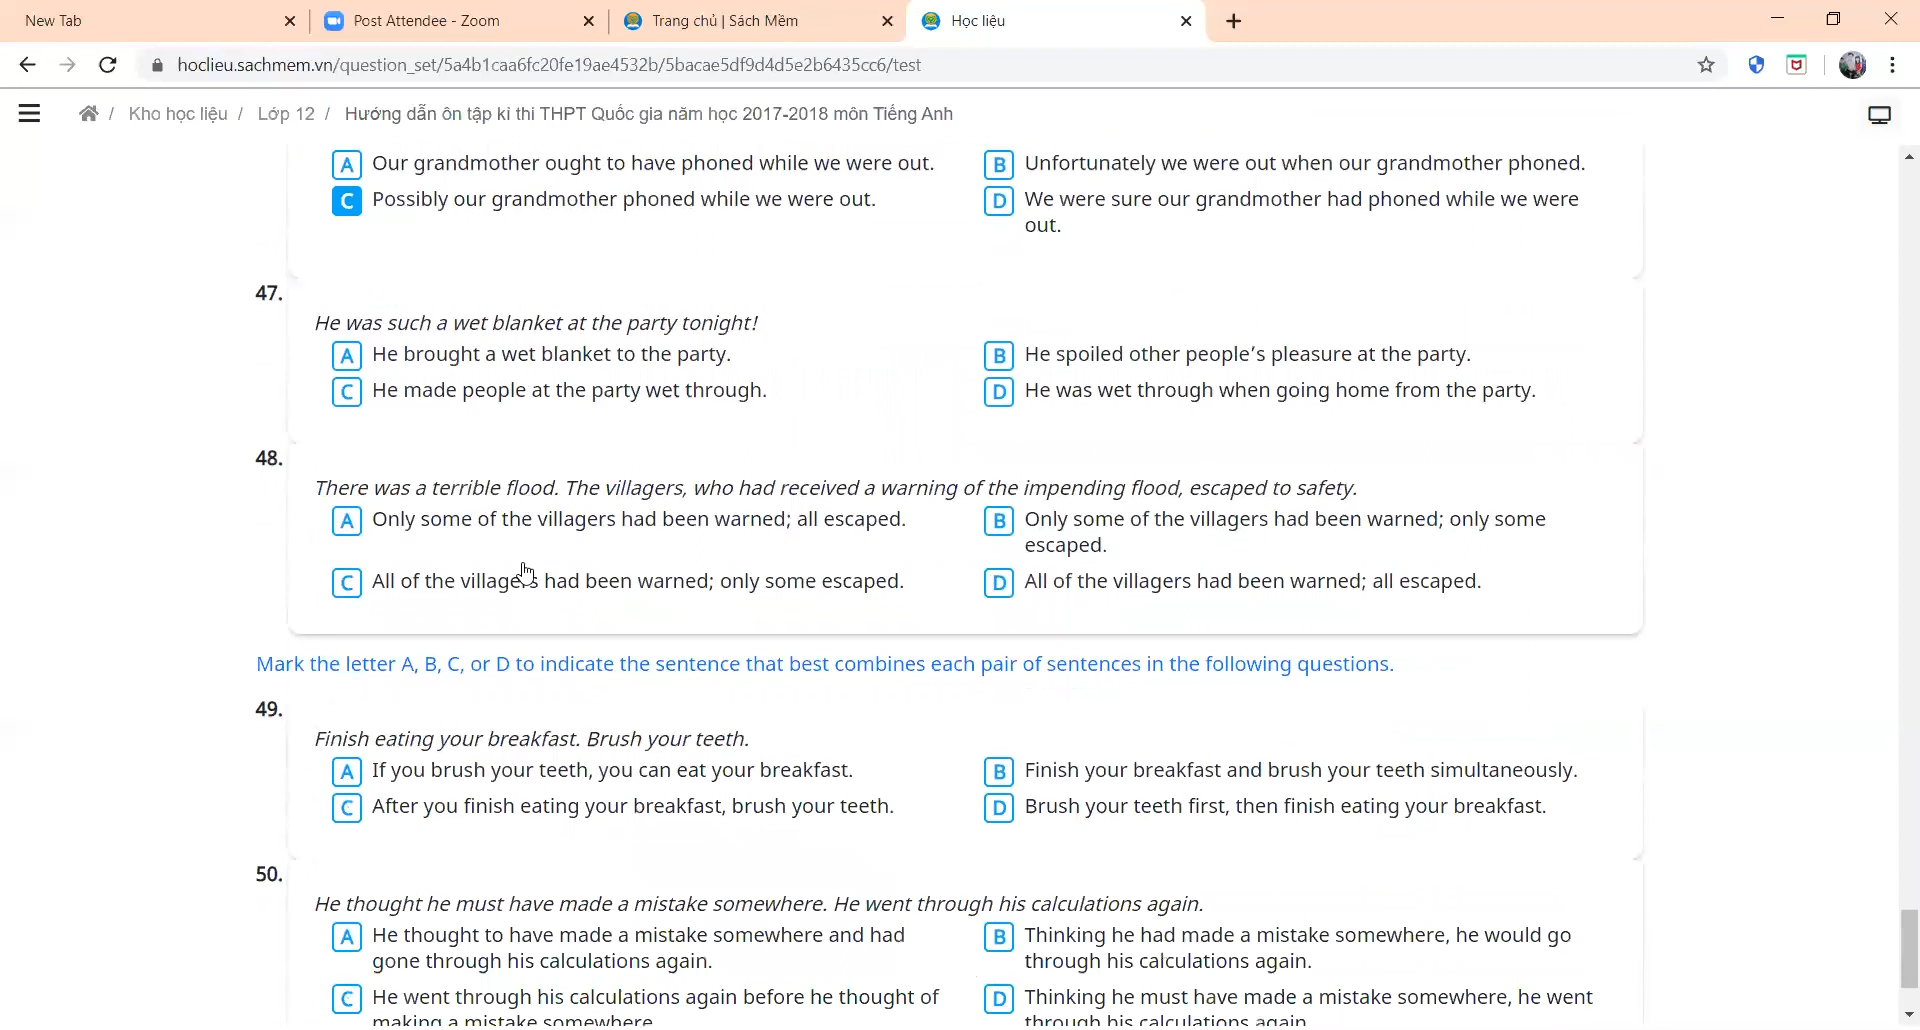 New Tab
Post Attendee - Zoom
Trang chủ | Sách Mềm
Học liệu
hoclieu.sachmem.vn/question_set/5a4b1caa6fc20fe19ae4532b/5bacae5df9d4d5e2b6435cc6/test
/ Kho học liệu / Lớp 12 / Hướng dẫn ôn tập kì thi THPT Quốc gia năm học 2017-2018 môn Tiếng Anh
A Our grandmother ought to have phoned while we were out.
B Unfortunately we were out when our grandmother phoned.
C Possibly our grandmother phoned while we were out.
D We were sure our grandmother had phoned while we were
out.
47.
He was such a wet blanket at the party tonight!
A He brought a wet blanket to the party.
B He spoiled other people's pleasure at the party.
C He made people at the party wet through.
D He was wet through when going home from the party.
48.
There was a terrible flood. The villagers, who had received a warning of the impending flood, escaped to safety.
A Only some of the villagers had been warned; all escaped.
B Only some of the villagers had been warned; only some
escaped.
C All of the villagers had been warned; only some escaped.
D All of the villagers had been warned; all escaped.
Mark the letter A, B, C, or D to indicate the sentence that best combines each pair of sentences in the following questions.
49.
Finish eating your breakfast. Brush your teeth.
A If you brush your teeth, you can eat your breakfast.
B Finish your breakfast and brush your teeth simultaneously.
C After you finish eating your breakfast, brush your teeth.
D Brush your teeth first, then finish eating your breakfast.
50.
He thought he must have made a mistake somewhere. He went through his calculations again.
A He thought to have made a mistake somewhere and had
gone through his calculations again.
B Thinking he had made a mistake somewhere, he would go
through his calculations again.
C He went through his calculations again before he thought of
making a mistake somewhere.
D Thinking he must have made a mistake somewhere, he went
through his calculations again.